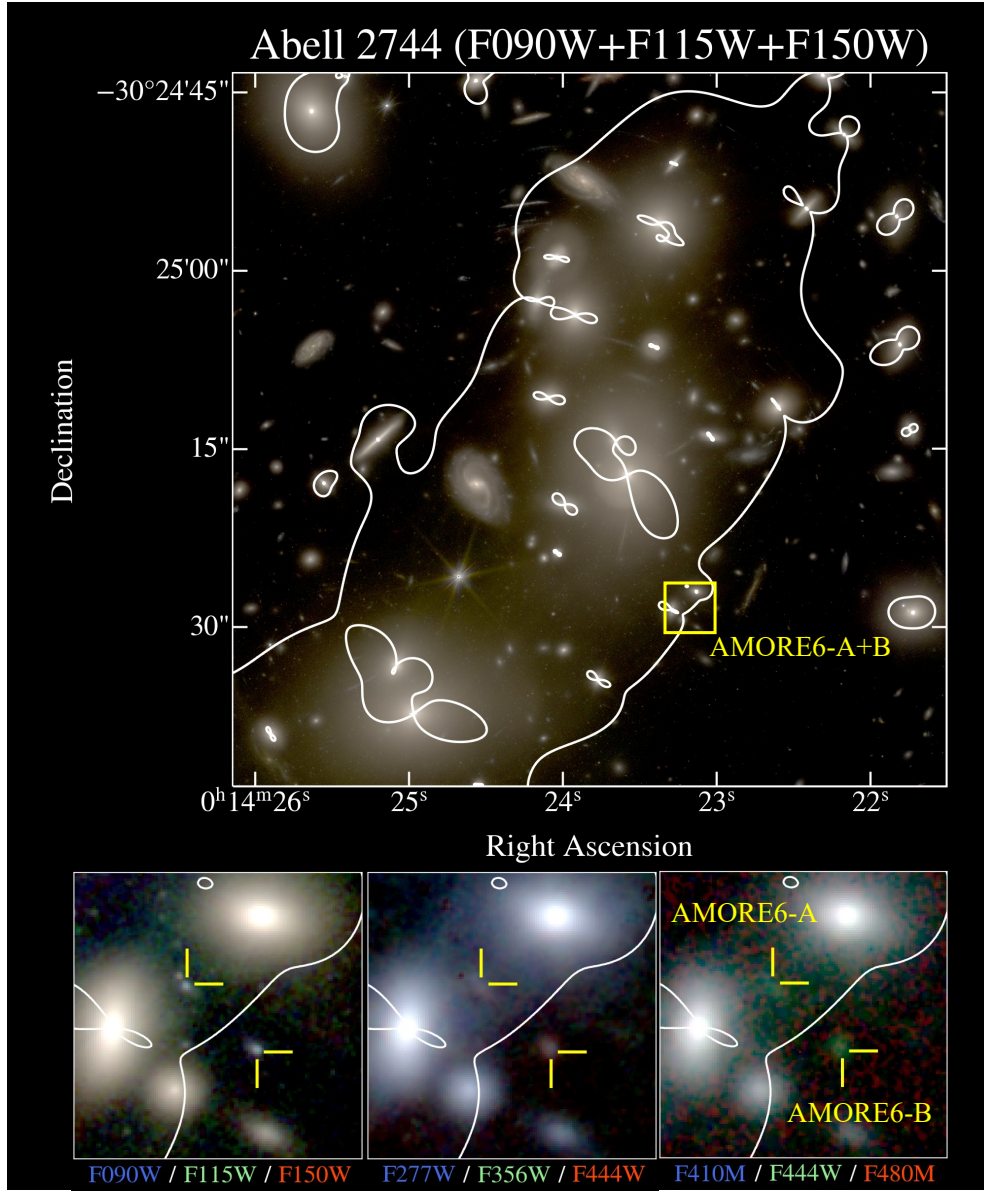 Abell 2744 (F090W+F115W+F150W)
−30°24'45"
25'00"
15"
30"
Declination
AMORE6-A+B
0ʰ14ᵐ26ˢ 25ˢ 24ˢ 23ˢ 22ˢ
Right Ascension
AMORE6-A
AMORE6-B
F090W / F115W / F150W
F277W / F356W / F444W
F410M / F444W / F480M